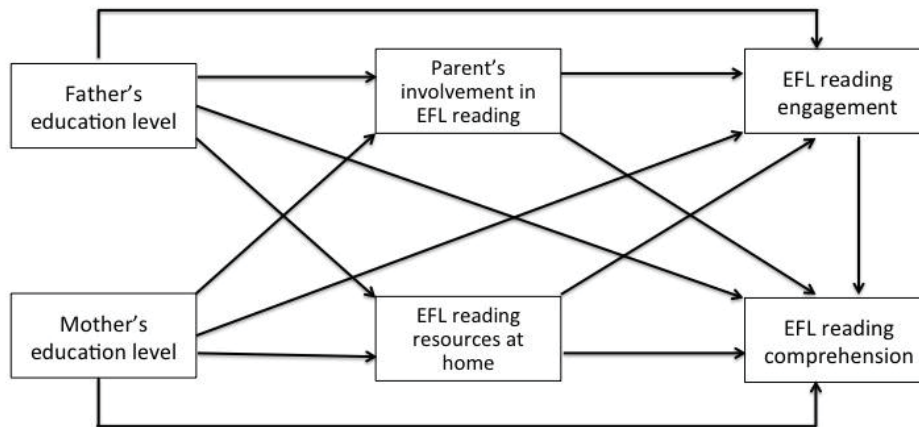 Father’s
education level
Parent’s
involvement in
EFL reading
EFL reading
engagement
Mother’s
education level
EFL reading
resources at
home
EFL reading
comprehension